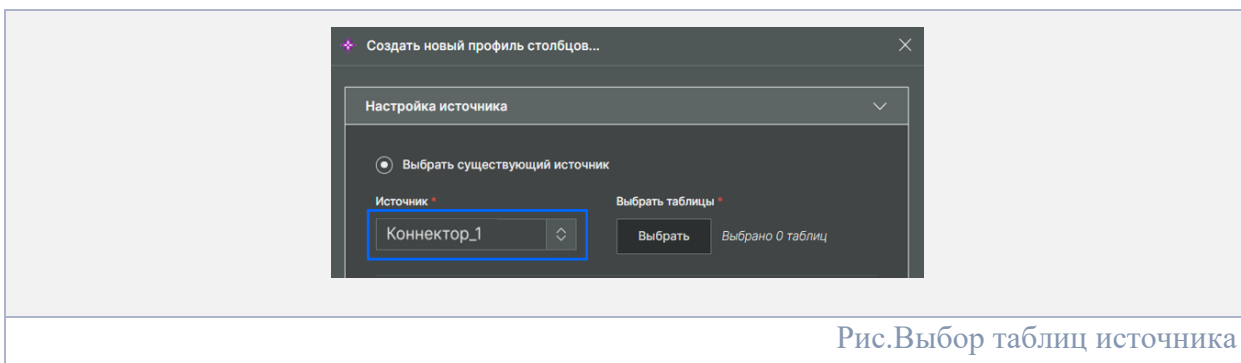 Создать новый профиль столбцов...
Настройка источника
Выбрать существующий источник
Источник * Выбрать таблицы *
Коннектор_1 Выбрать Выбрано 0 таблиц
Рис.Выбор таблиц источника